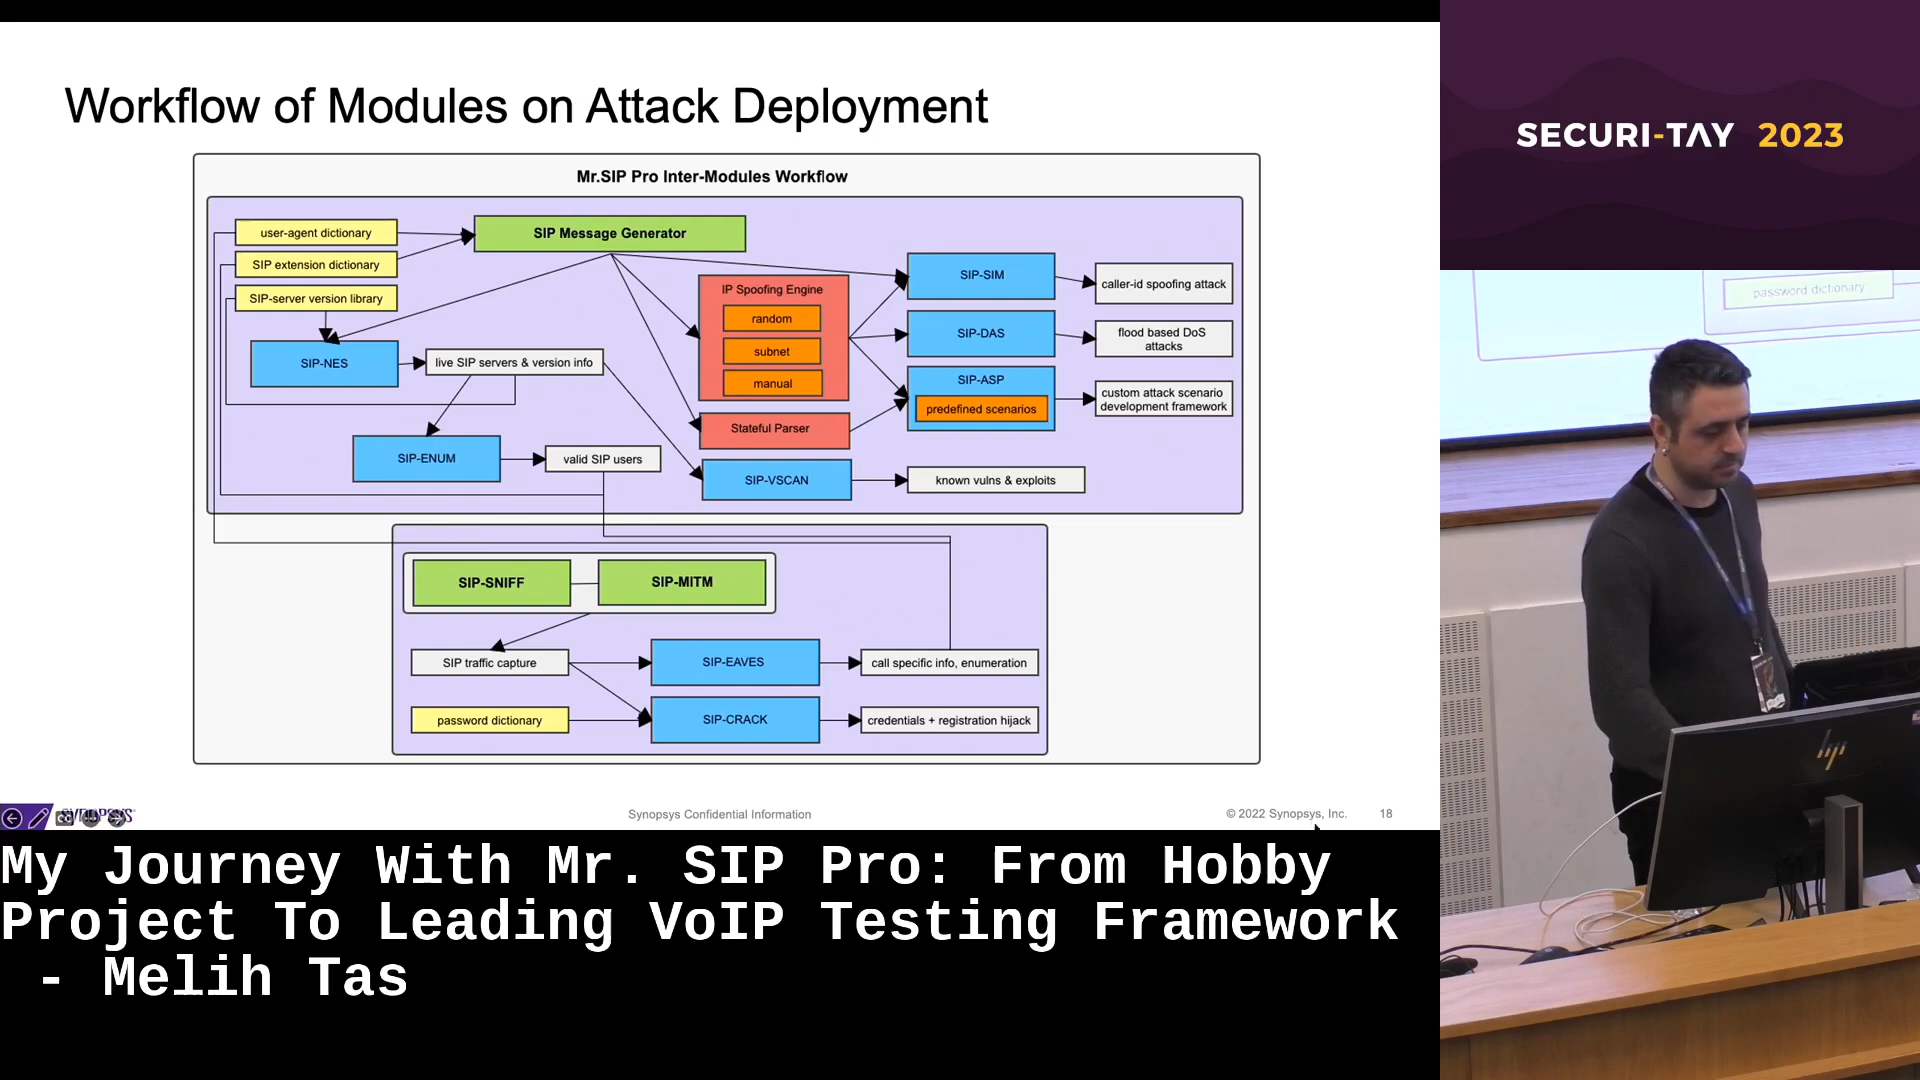 Workflow of Modules on Attack Deployment
Mr.SIP Pro Inter-Modules Workflow
user-agent dictionary
SIP extension dictionary
SIP-server version library
SIP Message Generator
SIP-NES
live SIP servers & version info
SIP-ENUM
valid SIP users
IP Spoofing Engine
random
subnet
manual
Stateful Parser
SIP-VSCAN
known vulns & exploits
SIP-SIM
caller-id spoofing attack
SIP-DAS
flood based DoS
attacks
SIP-ASP
predefined scenarios
custom attack scenario
development framework
SIP-SNIFF
SIP-MITM
SIP traffic capture
SIP-EAVES
call specific info, enumeration
password dictionary
SIP-CRACK
credentials + registration hijack
Synopsys Confidential Information
© 2022 Synopsys, Inc.
18
SECURI-TAY 2023
password dictionary
hp
My Journey With Mr. SIP Pro: From Hobby
Project To Leading VoIP Testing Framework
- Melih Tas